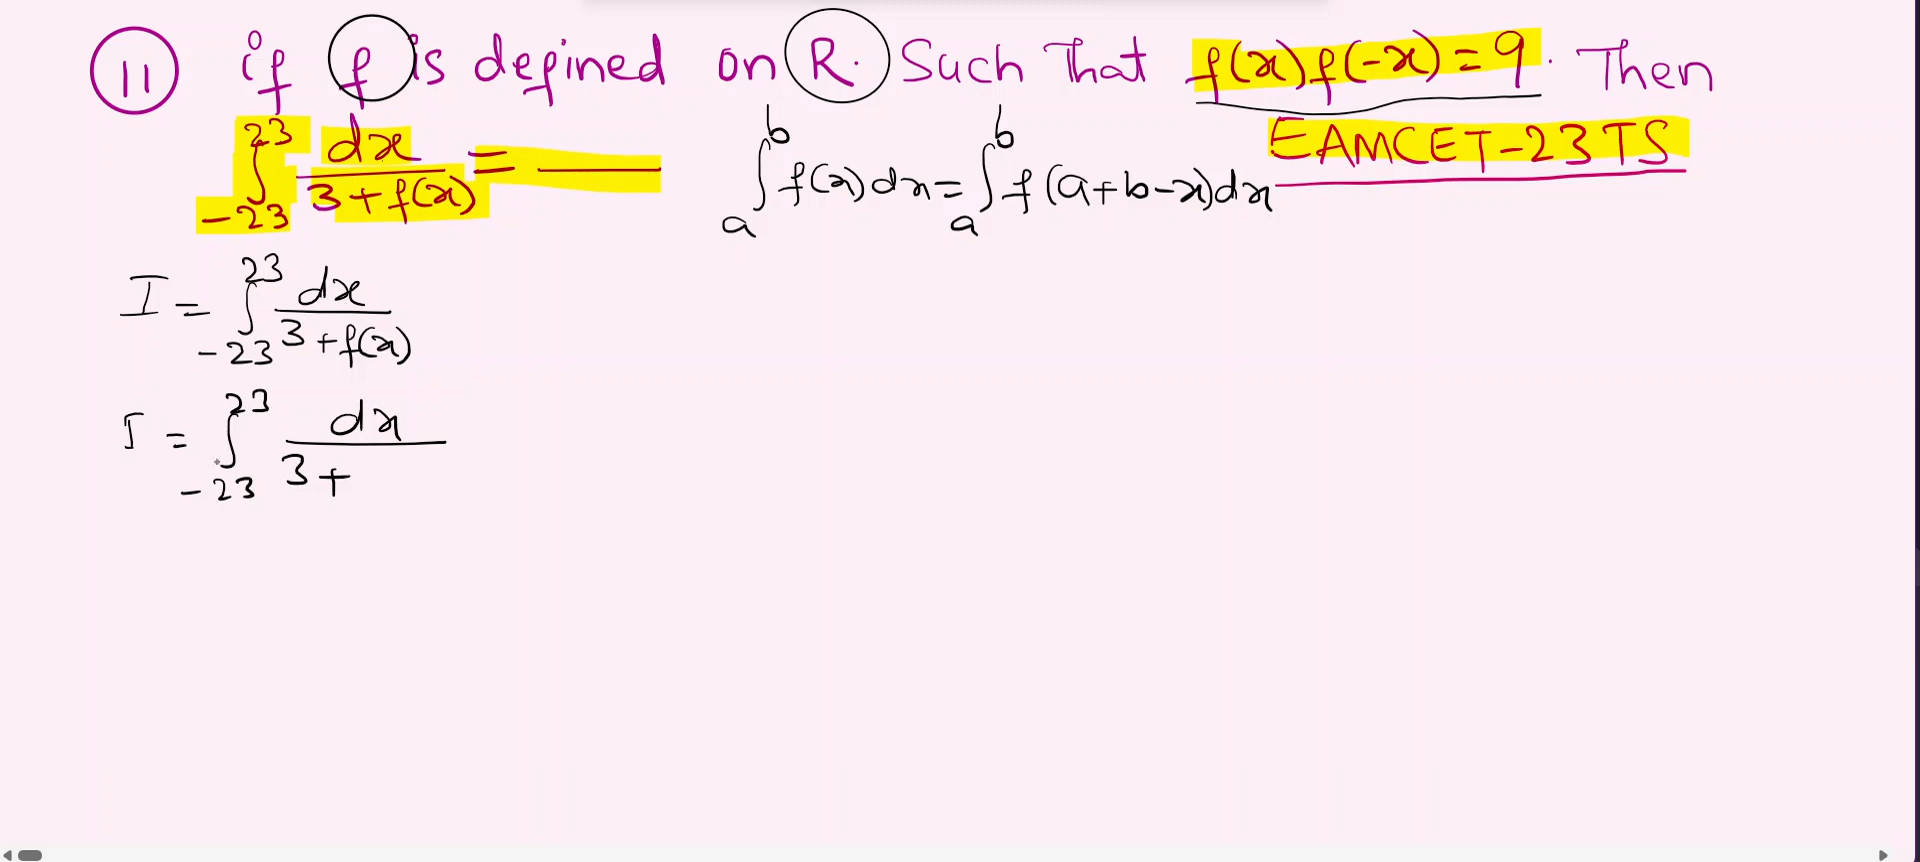 11 if f is defined on R. Such That f(x)f(-x)=9. Then
∫_{-23}^{23} dx/(3+f(x)) = ____ EAMCET-23TS
∫_a^b f(x)dx = ∫_a^b f(a+b-x)dx
I = ∫_{-23}^{23} dx/(3+f(x))
I = ∫_{-23}^{23} dx/(3+